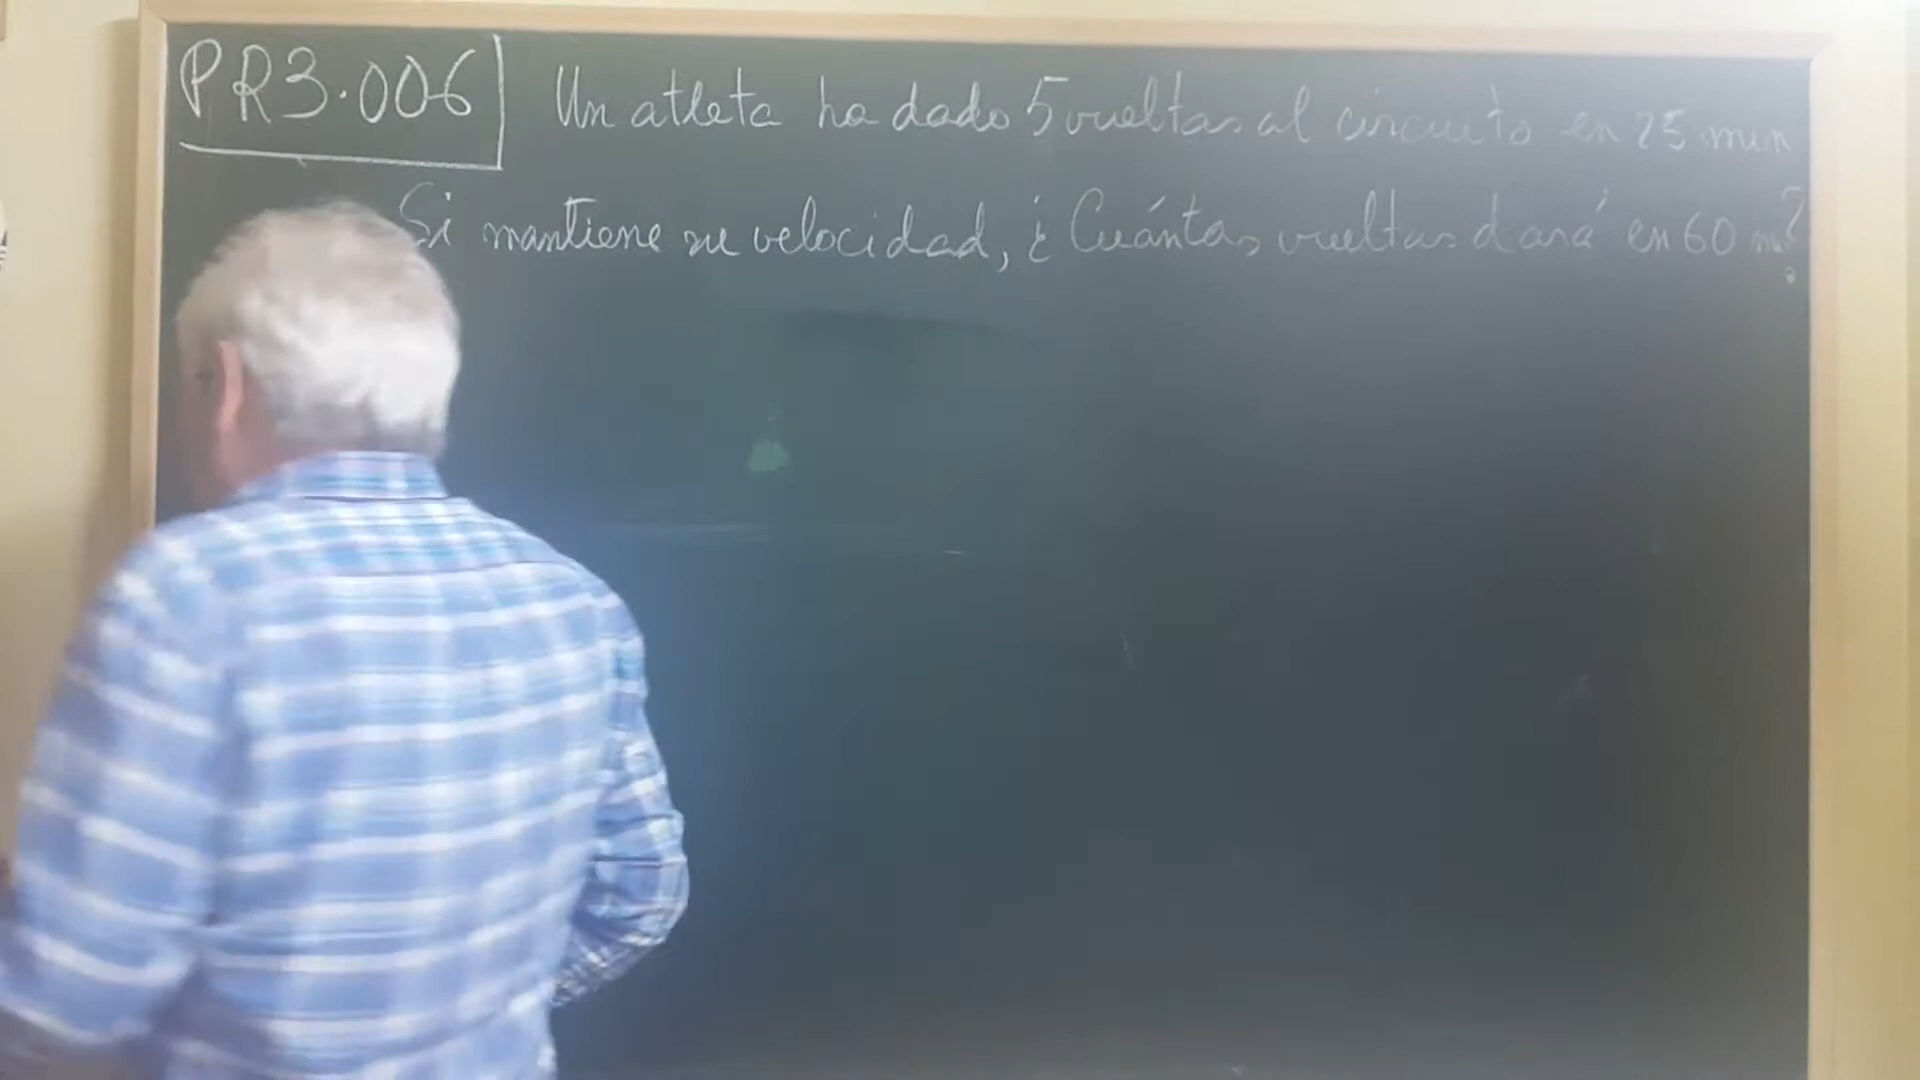 PR3.006 Un atleta ha dado 5 vueltas al circuito en 25 min
Si mantiene su velocidad, ¿Cuántas vueltas dará en 60 min?